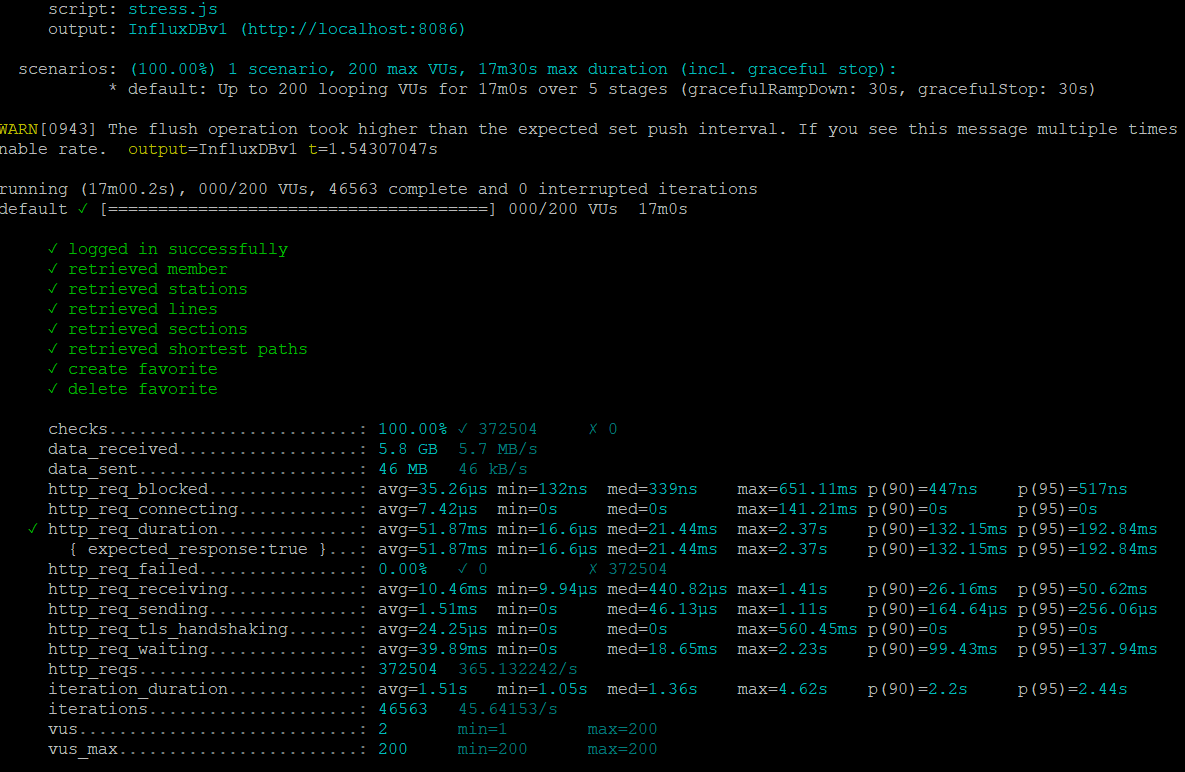 script: stress.js
output: InfluxDBv1 (http://localhost:8086)
scenarios: (100.00%) 1 scenario, 200 max VUs, 17m30s max duration (incl. graceful stop):
* default: Up to 200 looping VUs for 17m0s over 5 stages (gracefulRampDown: 30s, gracefulStop: 30s)
WARN[0943] The flush operation took higher than the expected set push interval. If you see this message multiple times
nable rate.  output=InfluxDBv1 t=1.54307047s
running (17m00.2s), 000/200 VUs, 46563 complete and 0 interrupted iterations
default ✓ [======================================] 000/200 VUs  17m0s
✓ logged in successfully
✓ retrieved member
✓ retrieved stations
✓ retrieved lines
✓ retrieved sections
✓ retrieved shortest paths
✓ create favorite
✓ delete favorite
checks.........................: 100.00% ✓ 372504     ✗ 0
data_received..................: 5.8 GB  5.7 MB/s
data_sent......................: 46 MB   46 kB/s
http_req_blocked...............: avg=35.26µs min=132ns  med=339ns    max=651.11ms p(90)=447ns    p(95)=517ns
http_req_connecting............: avg=7.42µs  min=0s     med=0s       max=141.21ms p(90)=0s       p(95)=0s
✓ http_req_duration..............: avg=51.87ms min=16.6µs med=21.44ms  max=2.37s    p(90)=132.15ms p(95)=192.84ms
{ expected_response:true }...: avg=51.87ms min=16.6µs med=21.44ms  max=2.37s    p(90)=132.15ms p(95)=192.84ms
http_req_failed................: 0.00%   ✓ 0          ✗ 372504
http_req_receiving.............: avg=10.46ms min=9.94µs med=440.82µs max=1.41s    p(90)=26.16ms  p(95)=50.62ms
http_req_sending...............: avg=1.51ms  min=0s     med=46.13µs  max=1.11s    p(90)=164.64µs p(95)=256.06µs
http_req_tls_handshaking.......: avg=24.25µs min=0s     med=0s       max=560.45ms p(90)=0s       p(95)=0s
http_req_waiting...............: avg=39.89ms min=0s     med=18.65ms  max=2.23s    p(90)=99.43ms  p(95)=137.94ms
http_reqs......................: 372504  365.132242/s
iteration_duration.............: avg=1.51s   min=1.05s  med=1.36s    max=4.62s    p(90)=2.2s     p(95)=2.44s
iterations.....................: 46563   45.64153/s
vus............................: 2       min=1        max=200
vus_max........................: 200     min=200      max=200